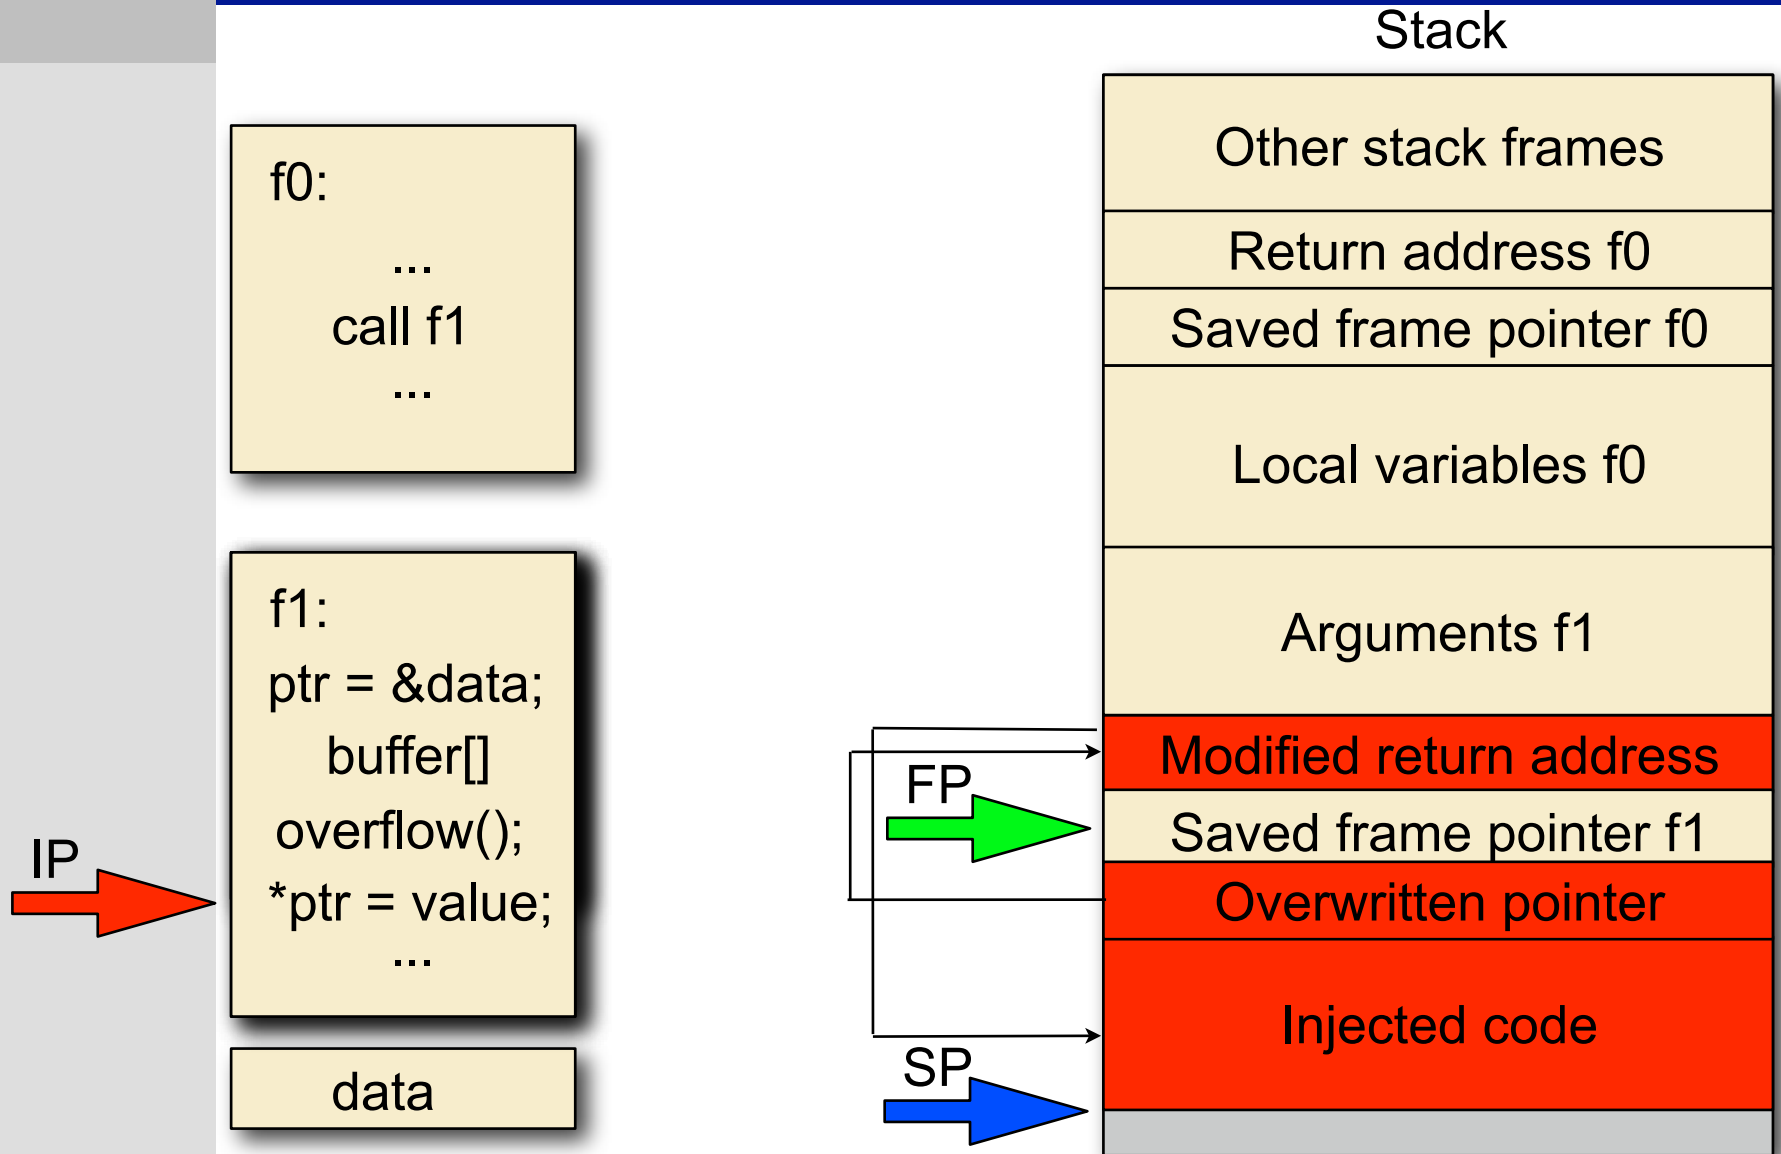 Stack
f0:
...
call f1
...
f1:
ptr = &data;
buffer[]
overflow();
*ptr = value;
...
data
IP
FP
SP
Other stack frames
Return address f0
Saved frame pointer f0
Local variables f0
Arguments f1
Modified return address
Saved frame pointer f1
Overwritten pointer
Injected code